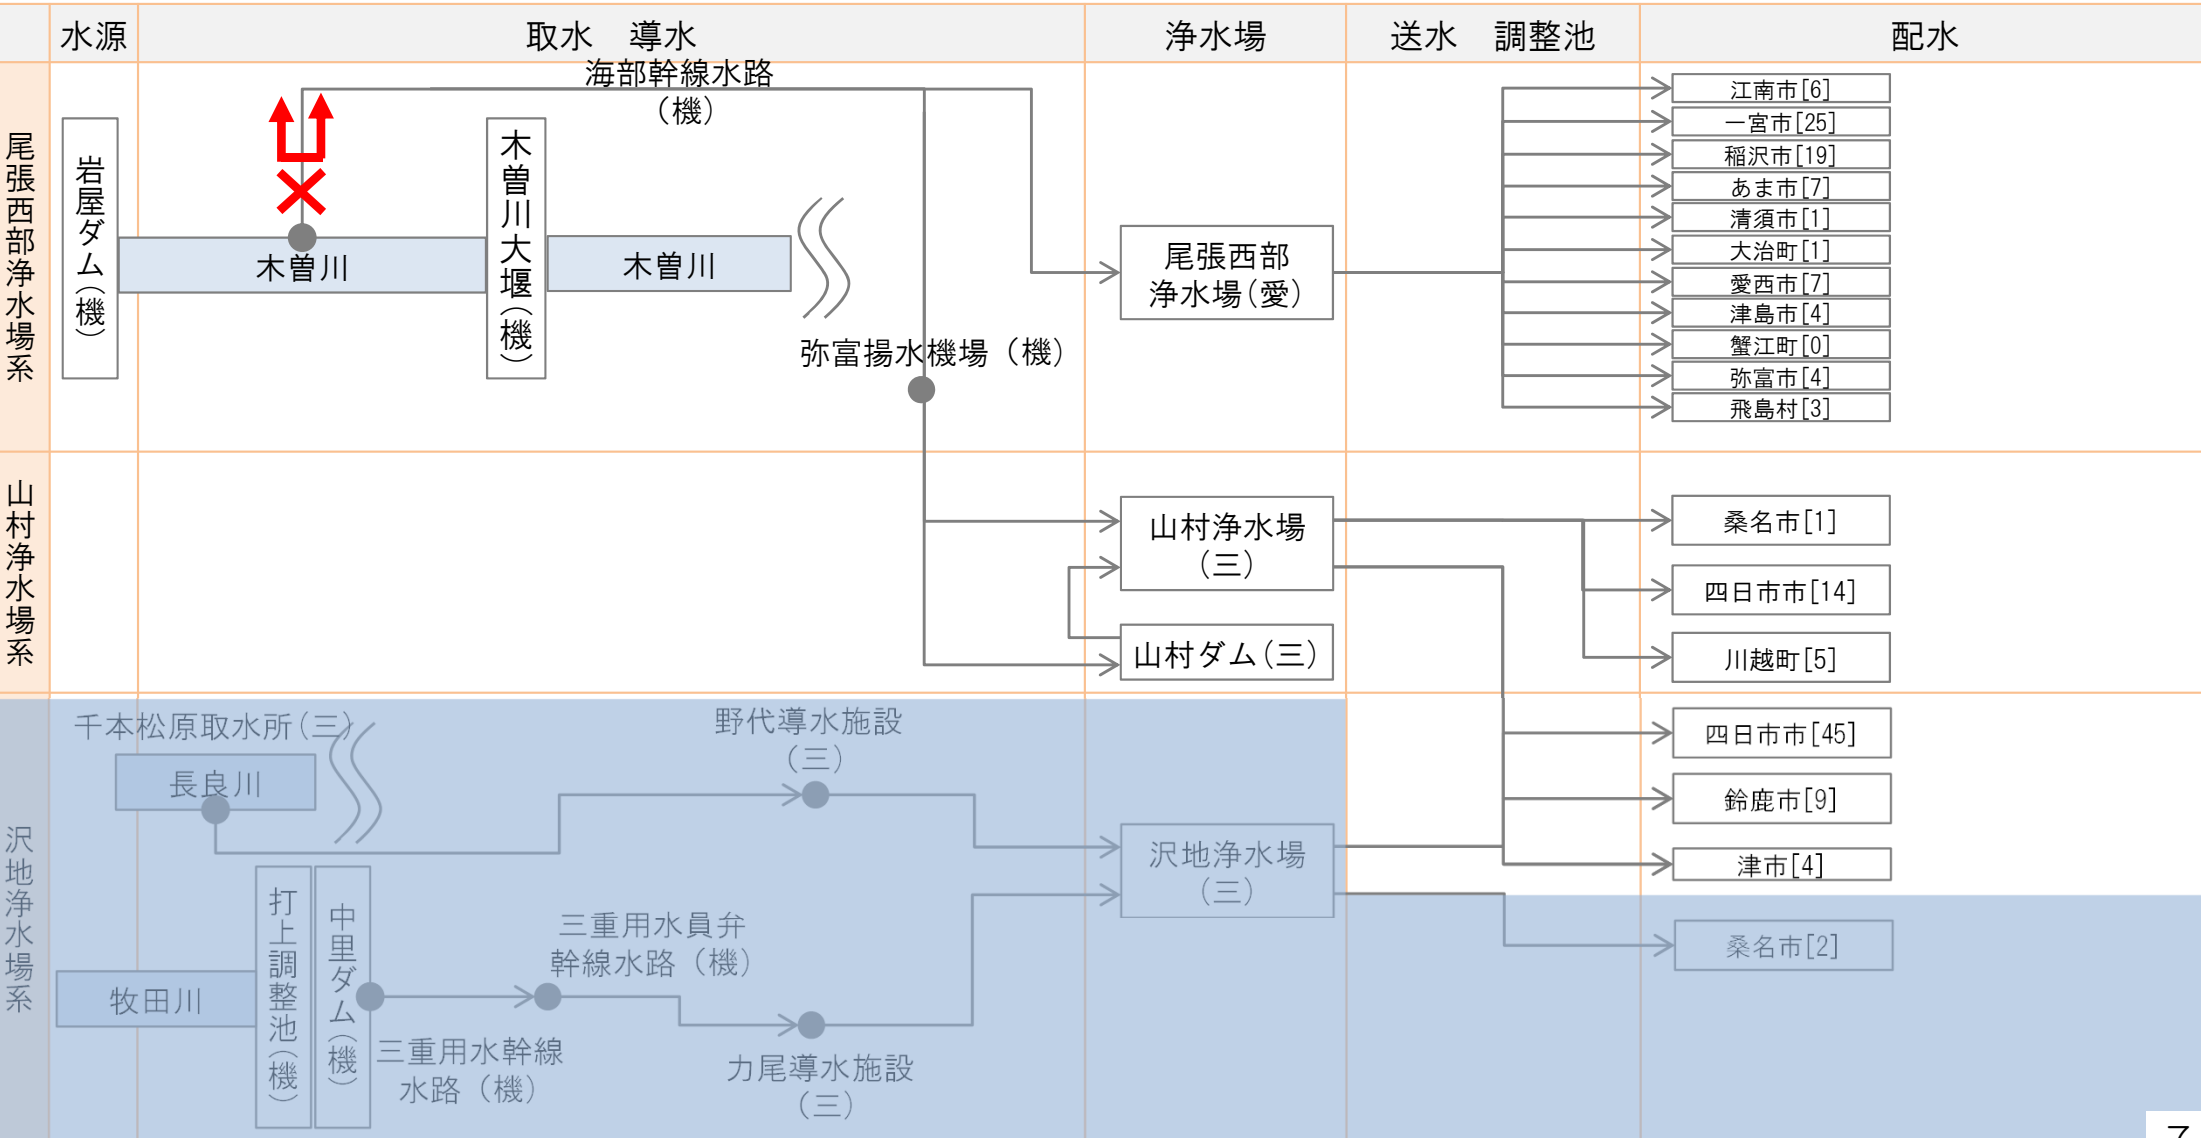 水源
取水　導水
浄水場
送水　調整池
配水
尾張西部浄水場系
岩屋ダム（機）
木曽川
海部幹線水路
（機）
木曽川大堰（機）
木曽川
弥富揚水機場（機）
尾張西部
浄水場（愛）
江南市[6]
一宮市[25]
稲沢市[19]
あま市[7]
清須市[1]
大治町[1]
愛西市[7]
津島市[4]
蟹江町[0]
弥富市[4]
飛島村[3]
山村浄水場系
山村浄水場
（三）
山村ダム（三）
桑名市[1]
四日市市[14]
川越町[5]
沢地浄水場系
千本松原取水所（三）
長良川
野代導水施設
（三）
沢地浄水場
（三）
四日市市[45]
鈴鹿市[9]
津市[4]
桑名市[2]
牧田川
打上調整池（機）
中里ダム（機）
三重用水員弁
幹線水路（機）
三重用水幹線
水路（機）
力尾導水施設
（三）